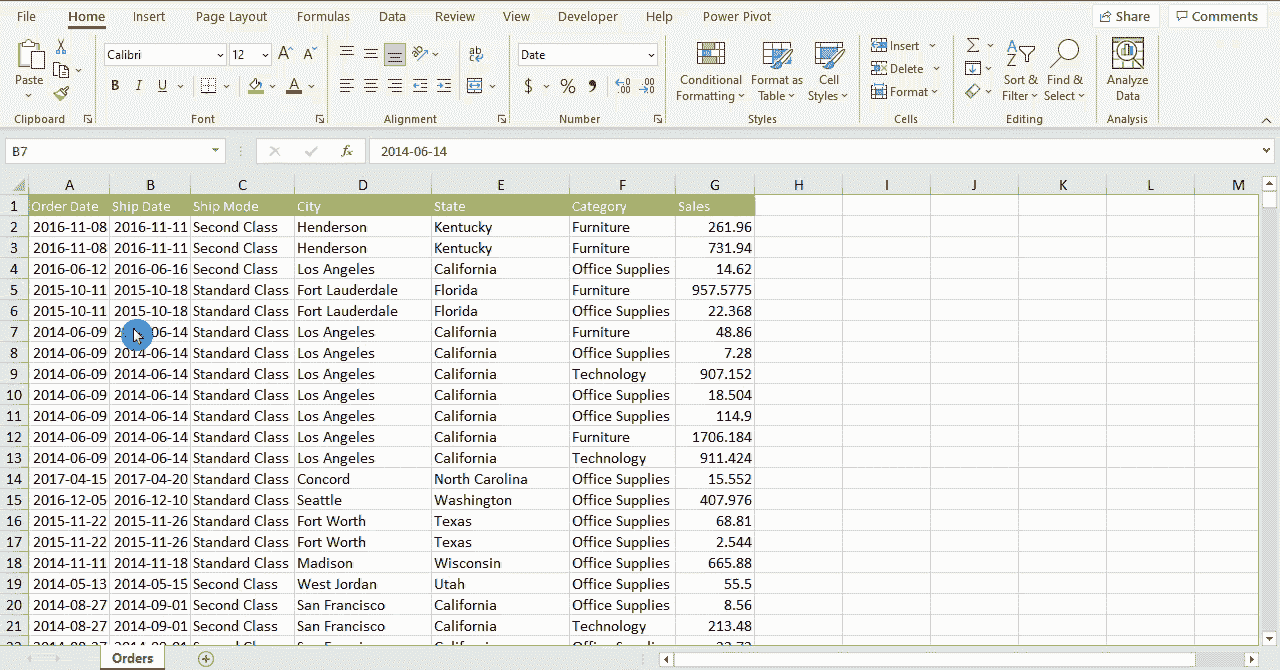 File Home Insert Page Layout Formulas Data Review View Developer Help Power Pivot Share Comments
Calibri 12 ab Date Insert Σ A Z
Paste B I U A $ % Conditional Formatting Format as Table Cell Styles Delete Format Sort & Filter Find & Select Analyze Data
Clipboard Font Alignment Number Styles Cells Editing Analysis
B7 fx 2014-06-14
A B C D E F G H I J K L M
1 Order Date Ship Date Ship Mode City State Category Sales
2 2016-11-08 2016-11-11 Second Class Henderson Kentucky Furniture 261.96
3 2016-11-08 2016-11-11 Second Class Henderson Kentucky Furniture 731.94
4 2016-06-12 2016-06-16 Second Class Los Angeles California Office Supplies 14.62
5 2015-10-11 2015-10-18 Standard Class Fort Lauderdale Florida Furniture 957.5775
6 2015-10-11 2015-10-18 Standard Class Fort Lauderdale Florida Office Supplies 22.368
7 2014-06-09 06-14 Standard Class Los Angeles California Furniture 48.86
8 2014-06-09 2014-06-14 Standard Class Los Angeles California Office Supplies 7.28
9 2014-06-09 2014-06-14 Standard Class Los Angeles California Technology 907.152
10 2014-06-09 2014-06-14 Standard Class Los Angeles California Office Supplies 18.504
11 2014-06-09 2014-06-14 Standard Class Los Angeles California Office Supplies 114.9
12 2014-06-09 2014-06-14 Standard Class Los Angeles California Furniture 1706.184
13 2014-06-09 2014-06-14 Standard Class Los Angeles California Technology 911.424
14 2017-04-15 2017-04-20 Standard Class Concord North Carolina Office Supplies 15.552
15 2016-12-05 2016-12-10 Standard Class Seattle Washington Office Supplies 407.976
16 2015-11-22 2015-11-26 Standard Class Fort Worth Texas Office Supplies 68.81
17 2015-11-22 2015-11-26 Standard Class Fort Worth Texas Office Supplies 2.544
18 2014-11-11 2014-11-18 Standard Class Madison Wisconsin Office Supplies 665.88
19 2014-05-13 2014-05-15 Second Class West Jordan Utah Office Supplies 55.5
20 2014-08-27 2014-09-01 Second Class San Francisco California Office Supplies 8.56
21 2014-08-27 2014-09-01 Second Class San Francisco California Technology 213.48
Orders